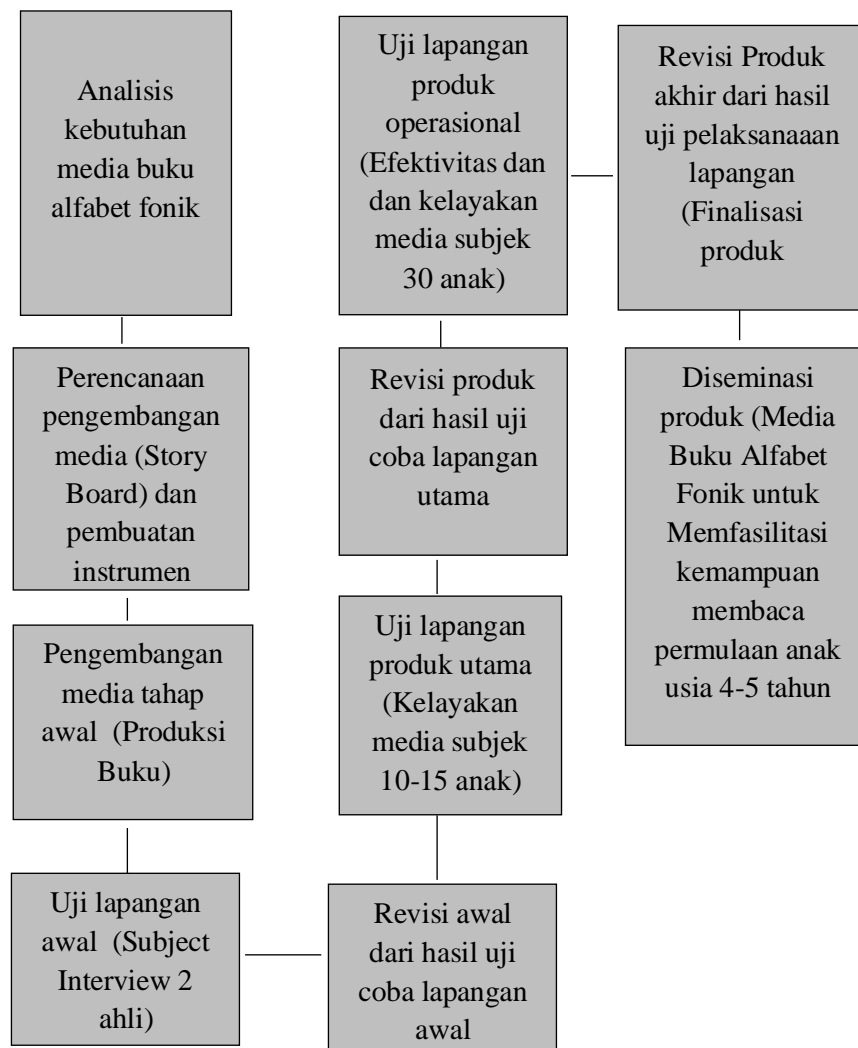 Analisis
kebutuhan
media buku
alfabet fonik
Perencanaan
pengembangan
media (Story
Board) dan
pembuatan
instrumen
Pengembangan
media tahap
awal (Produksi
Buku)
Uji lapangan
awal (Subject
Interview 2
ahli)
Revisi awal
dari hasil uji
coba lapangan
awal
Uji lapangan
produk utama
(Kelayakan
media subjek
10-15 anak)
Revisi produk
dari hasil uji
coba lapangan
utama
Uji lapangan
produk
operasional
(Efektivitas dan
dan kelayakan
media subjek
30 anak)
Revisi Produk
akhir dari hasil
uji pelaksanaaan
lapangan
(Finalisasi
produk
Diseminasi
produk (Media
Buku Alfabet
Fonik untuk
Memfasilitasi
kemampuan
membaca
permulaan anak
usia 4-5 tahun